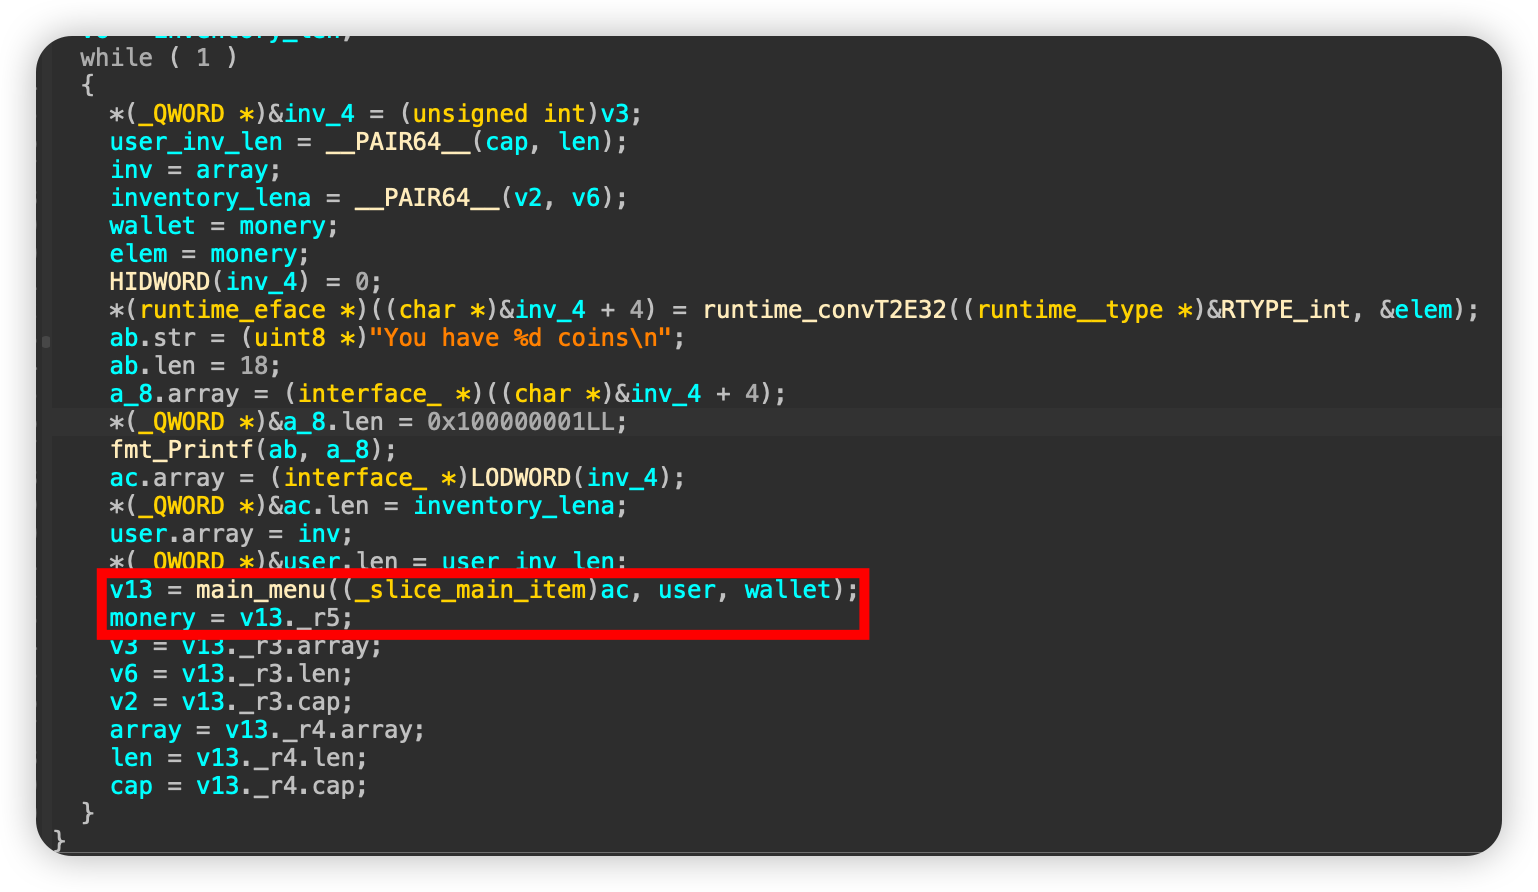 while ( 1 )
{
*(_QWORD *)&inv_4 = (unsigned int)v3;
user_inv_len = __PAIR64__(cap, len);
inv = array;
inventory_lena = __PAIR64__(v2, v6);
wallet = monery;
elem = monery;
HIDWORD(inv_4) = 0;
*(runtime_eface *)((char *)&inv_4 + 4) = runtime_convT2E32((runtime__type *)&RTYPE_int, &elem);
ab.str = (uint8 *)"You have %d coins\n";
ab.len = 18;
a_8.array = (interface_ *)((char *)&inv_4 + 4);
*(_QWORD *)&a_8.len = 0x100000001LL;
fmt_Printf(ab, a_8);
ac.array = (interface_ *)LODWORD(inv_4);
*(_QWORD *)&ac.len = inventory_lena;
user.array = inv;
*(_QWORD *)&user.len = user_inv_len;
v13 = main_menu((_slice_main_item)ac, user, wallet);
monery = v13._r5;
v3 = v13._r3.array;
v6 = v13._r3.len;
v2 = v13._r3.cap;
array = v13._r4.array;
len = v13._r4.len;
cap = v13._r4.cap;
}
}